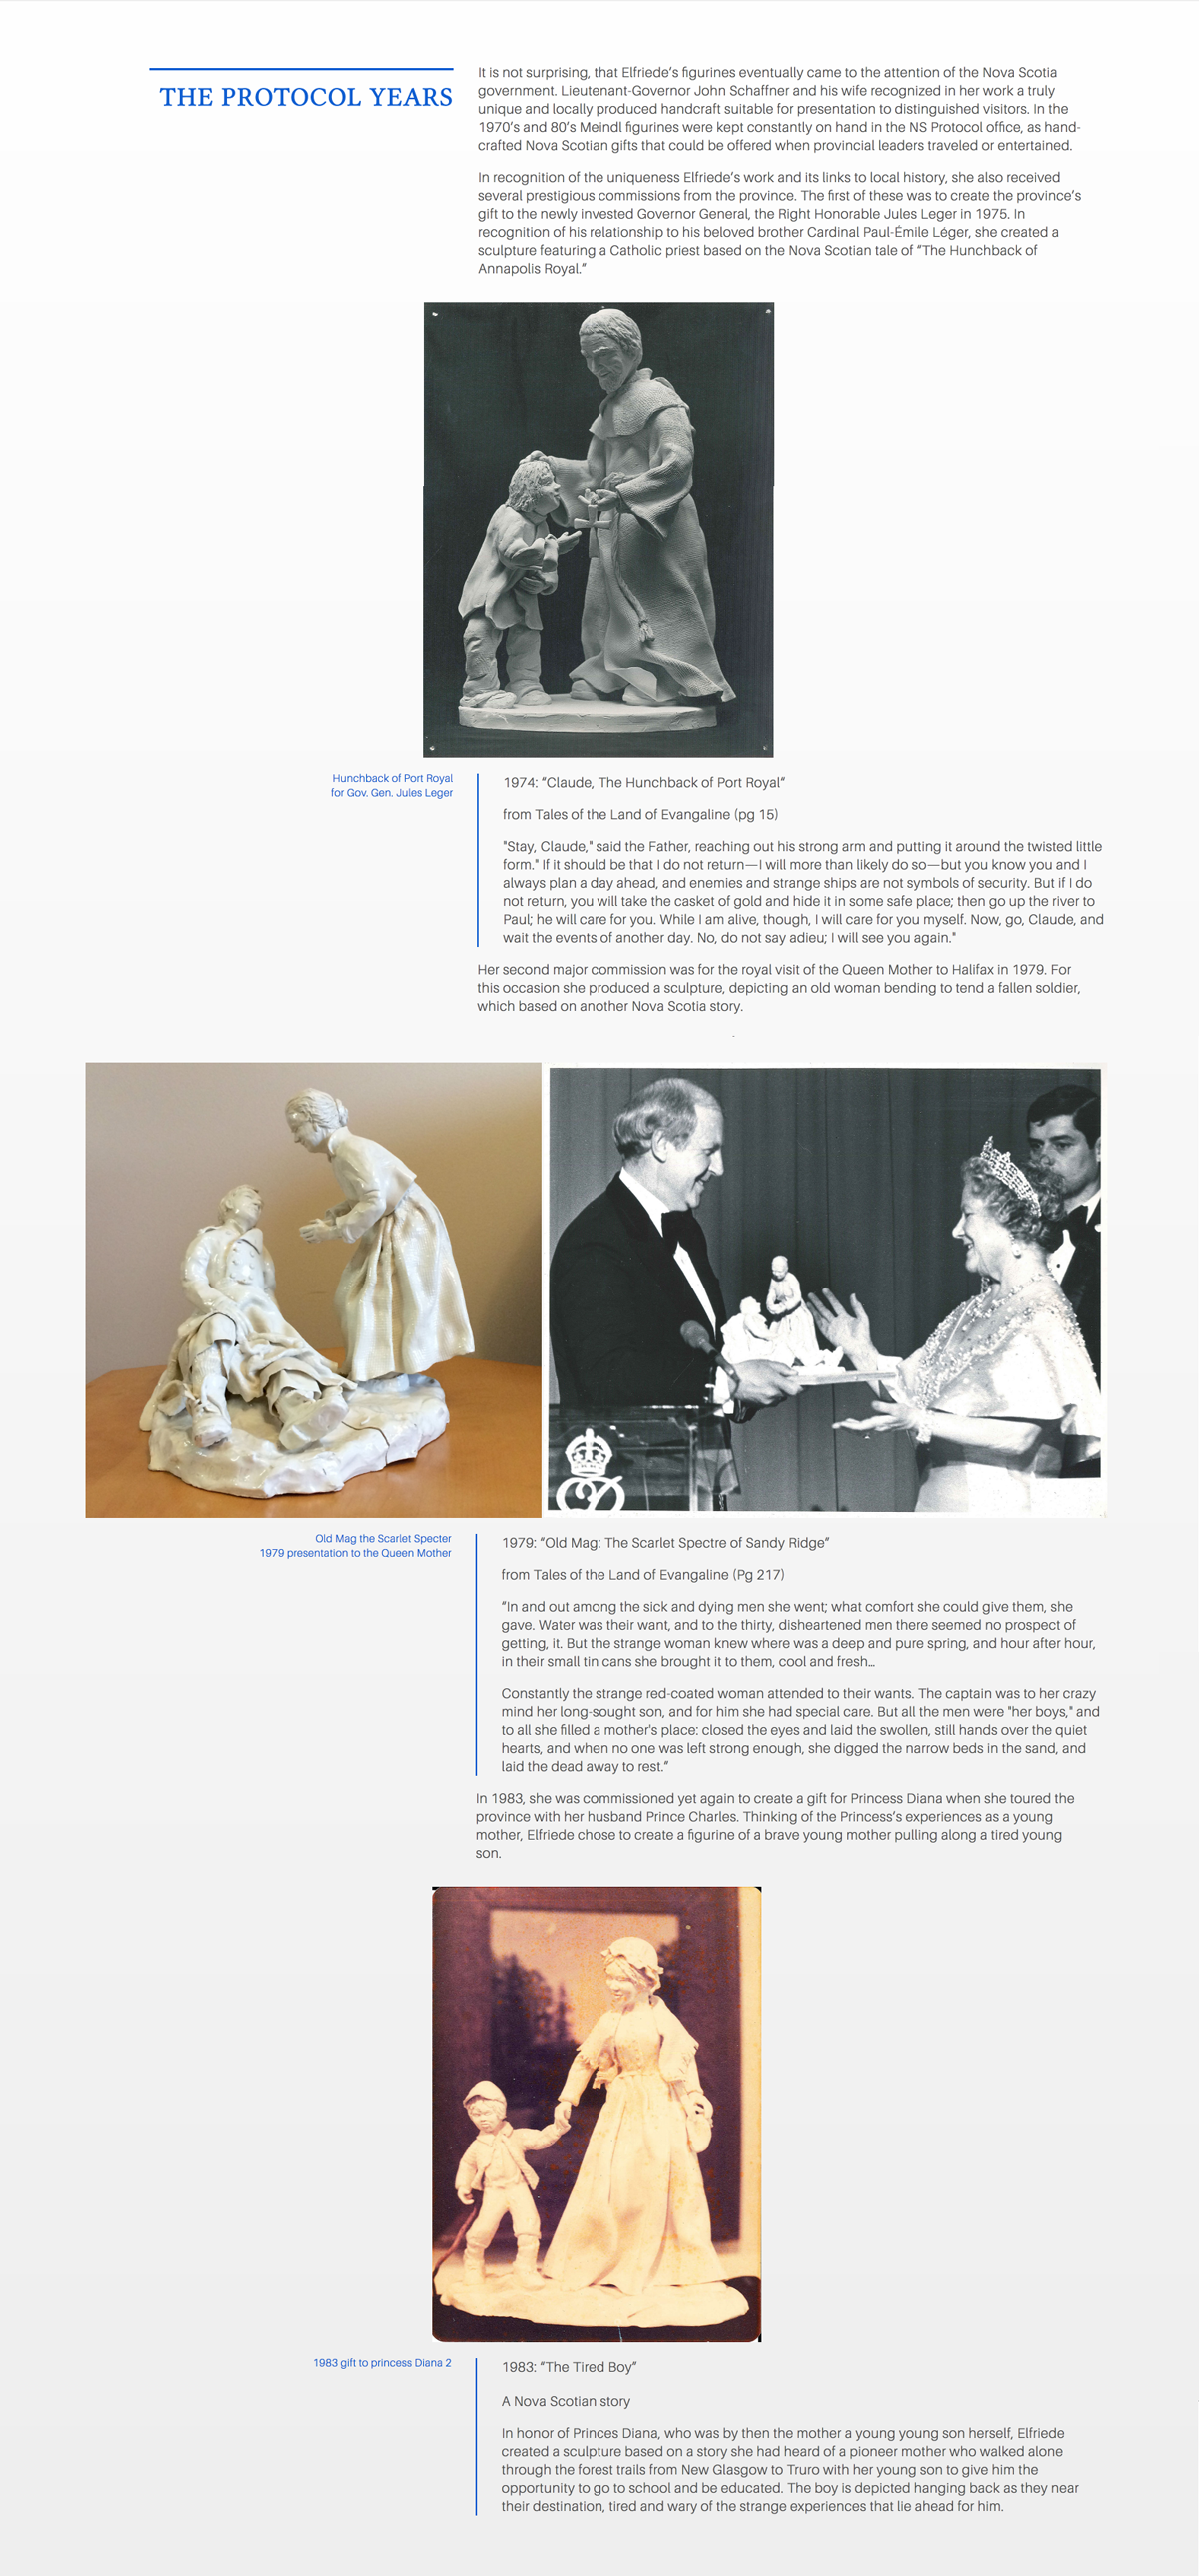 THE PROTOCOL YEARS
It is not surprising, that Elfriede’s figurines eventually came to the attention of the Nova Scotia
government. Lieutenant-Governor John Schaffner and his wife recognized in her work a truly
unique and locally produced handcraft suitable for presentation to distinguished visitors. In the
1970’s and 80’s Meindl figurines were kept constantly on hand in the NS Protocol office, as hand-
crafted Nova Scotian gifts that could be offered when provincial leaders traveled or entertained.
In recognition of the uniqueness Elfriede’s work and its links to local history, she also received
several prestigious commissions from the province. The first of these was to create the province’s
gift to the newly invested Governor General, the Right Honorable Jules Leger in 1975. In
recognition of his relationship to his beloved brother Cardinal Paul-Émile Léger, she created a
sculpture featuring a Catholic priest based on the Nova Scotian tale of “The Hunchback of
Annapolis Royal.”
Hunchback of Port Royal
for Gov. Gen. Jules Leger
1974: “Claude, The Hunchback of Port Royal”
from Tales of the Land of Evangaline (pg 15)
"Stay, Claude," said the Father, reaching out his strong arm and putting it around the twisted little
form." If it should be that I do not return—I will more than likely do so—but you know you and I
always plan a day ahead, and enemies and strange ships are not symbols of security. But if I do
not return, you will take the casket of gold and hide it in some safe place; then go up the river to
Paul; he will care for you. While I am alive, though, I will care for you myself. Now, go, Claude, and
wait the events of another day. No, do not say adieu; I will see you again."
Her second major commission was for the royal visit of the Queen Mother to Halifax in 1979. For
this occasion she produced a sculpture, depicting an old woman bending to tend a fallen soldier,
which based on another Nova Scotia story.
Old Mag the Scarlet Specter
1979 presentation to the Queen Mother
1979: “Old Mag: The Scarlet Spectre of Sandy Ridge”
from Tales of the Land of Evangaline (Pg 217)
“In and out among the sick and dying men she went; what comfort she could give them, she
gave. Water was their want, and to the thirty, disheartened men there seemed no prospect of
getting, it. But the strange woman knew where was a deep and pure spring, and hour after hour,
in their small tin cans she brought it to them, cool and fresh…
Constantly the strange red-coated woman attended to their wants. The captain was to her crazy
mind her long-sought son, and for him she had special care. But all the men were "her boys," and
to all she filled a mother's place: closed the eyes and laid the swollen, still hands over the quiet
hearts, and when no one was left strong enough, she digged the narrow beds in the sand, and
laid the dead away to rest.”
In 1983, she was commissioned yet again to create a gift for Princess Diana when she toured the
province with her husband Prince Charles. Thinking of the Princess’s experiences as a young
mother, Elfriede chose to create a figurine of a brave young mother pulling along a tired young
son.
1983 gift to princess Diana 2
1983: “The Tired Boy”
A Nova Scotian story
In honor of Princes Diana, who was by then the mother a young young son herself, Elfriede
created a sculpture based on a story she had heard of a pioneer mother who walked alone
through the forest trails from New Glasgow to Truro with her young son to give him the
opportunity to go to school and be educated. The boy is depicted hanging back as they near
their destination, tired and wary of the strange experiences that lie ahead for him.